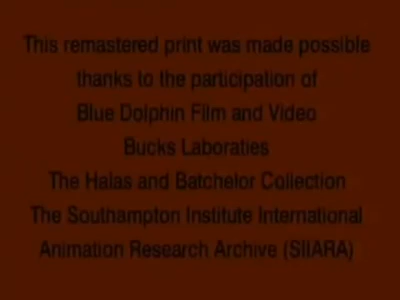 This remastered print was made possible
thanks to the participation of
Blue Dolphin Film and Video
Bucks Laboraties
The Halas and Batchelor Collection
The Southampton Institute International
Animation Research Archive (SIIARA)